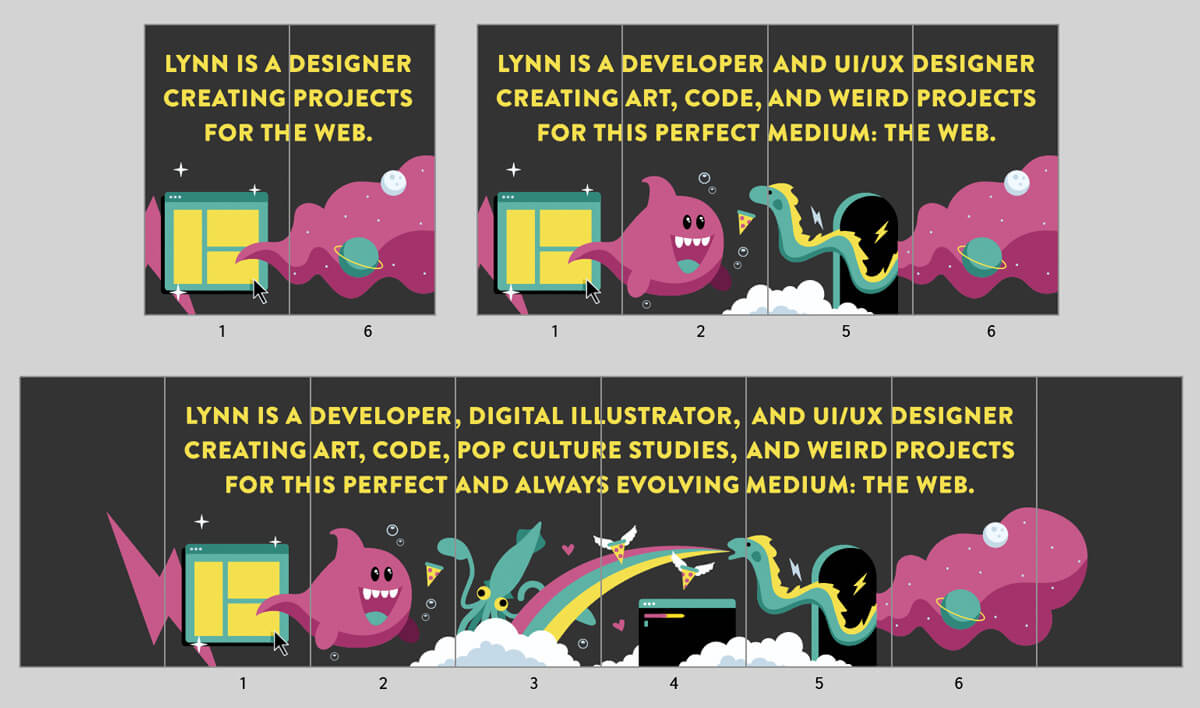 LYNN IS A DESIGNER
CREATING PROJECTS
FOR THE WEB.
1 6
LYNN IS A DEVELOPER AND UI/UX DESIGNER
CREATING ART, CODE, AND WEIRD PROJECTS
FOR THIS PERFECT MEDIUM: THE WEB.
1 2 5 6
LYNN IS A DEVELOPER, DIGITAL ILLUSTRATOR, AND UI/UX DESIGNER
CREATING ART, CODE, POP CULTURE STUDIES, AND WEIRD PROJECTS
FOR THIS PERFECT AND ALWAYS EVOLVING MEDIUM: THE WEB.
1 2 3 4 5 6